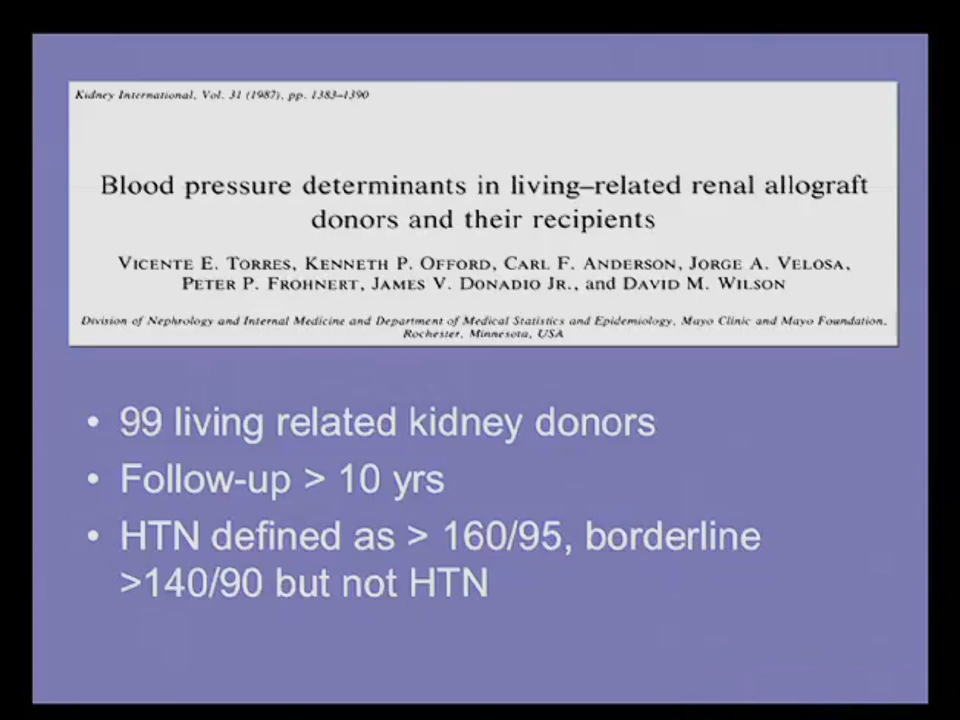 Kidney International, Vol. 31 (1987), pp. 1383–1390
Blood pressure determinants in living–related renal allograft
donors and their recipients
VICENTE E. TORRES, KENNETH P. OFFORD, CARL F. ANDERSON, JORGE A. VELOSA,
PETER P. FROHNERT, JAMES V. DONADIO JR., and DAVID M. WILSON
Division of Nephrology and Internal Medicine and Department of Medical Statistics and Epidemiology, Mayo Clinic and Mayo Foundation,
Rochester, Minnesota, USA
• 99 living related kidney donors
• Follow-up > 10 yrs
• HTN defined as > 160/95, borderline
>140/90 but not HTN